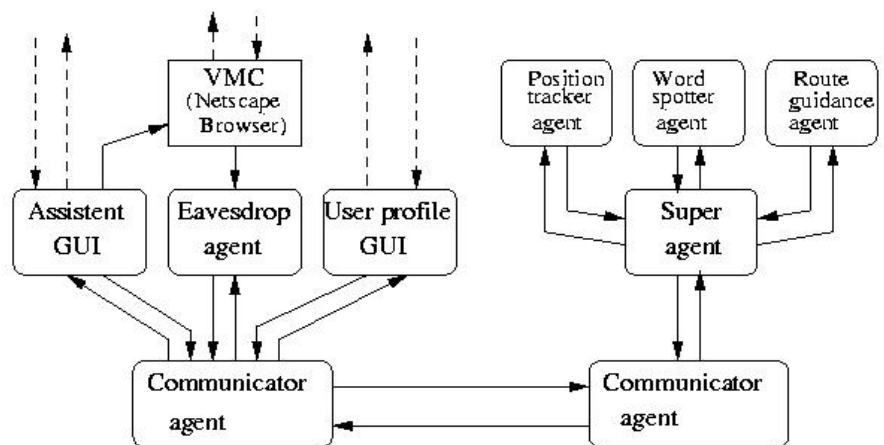 VMC
(Netscape
Browser)
Position
tracker
agent
Word
spotter
agent
Route
guidance
agent
Assistent
GUI
Eavesdrop
agent
User profile
GUI
Super
agent
Communicator
agent
Communicator
agent